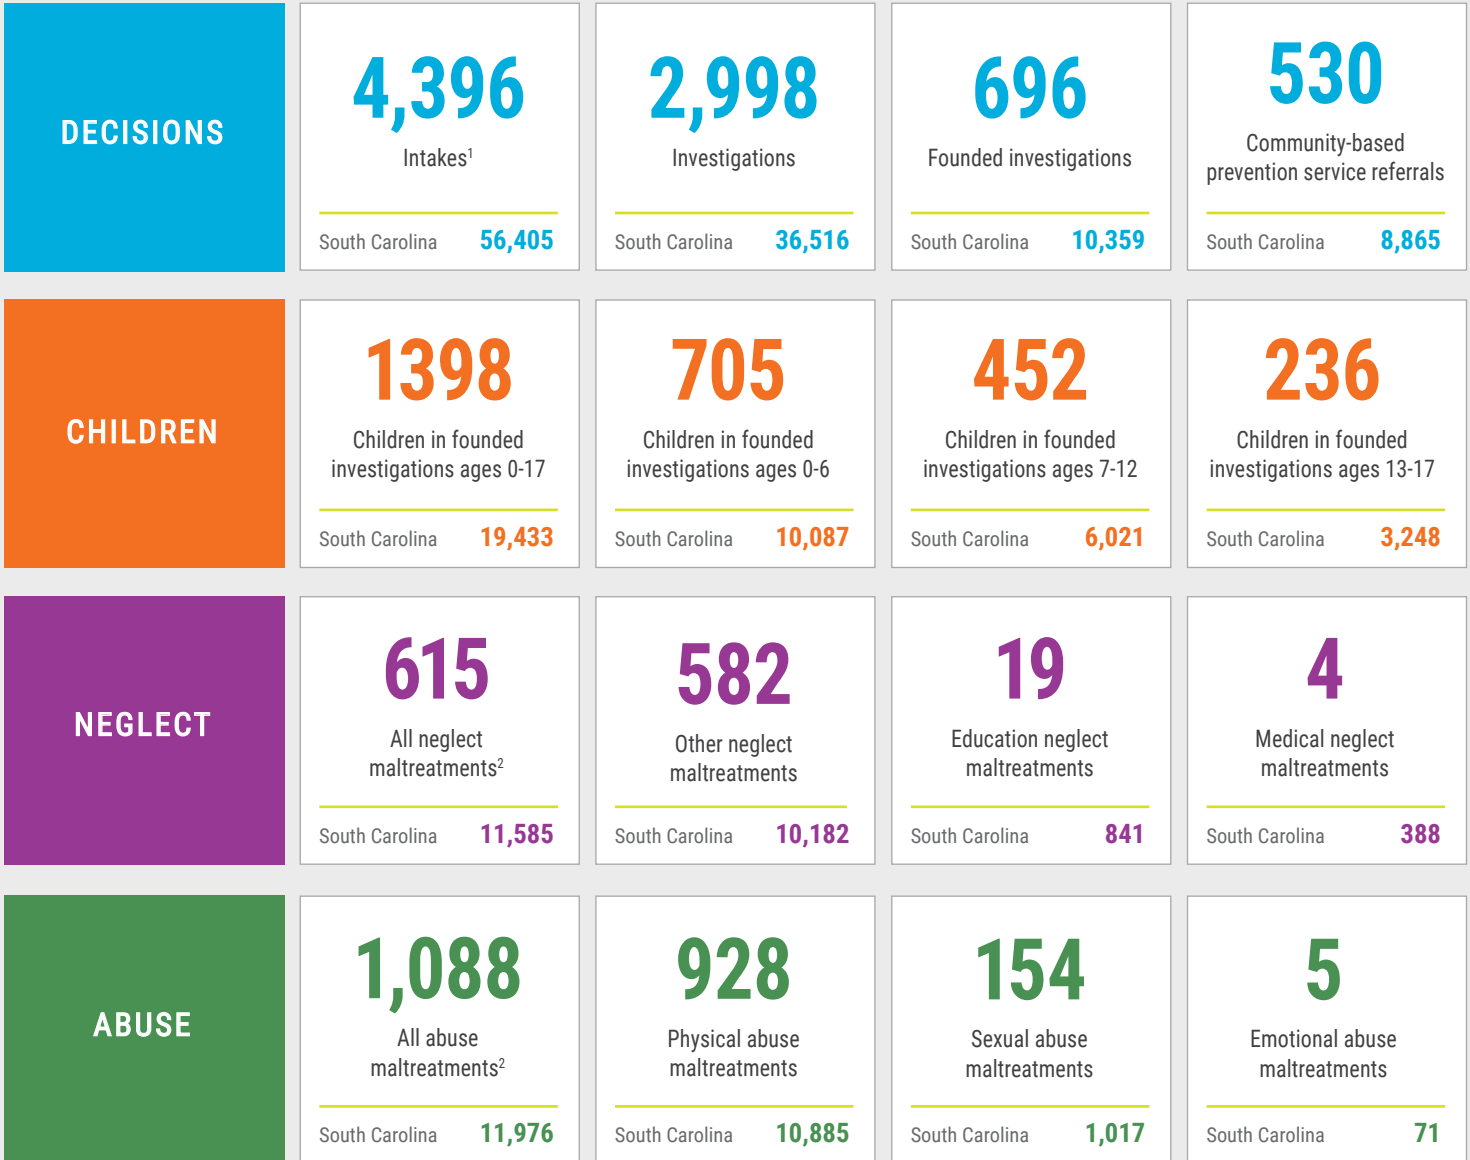 DECISIONS
4,396
Intakes¹
South Carolina 56,405
2,998
Investigations
South Carolina 36,516
696
Founded investigations
South Carolina 10,359
530
Community-based
prevention service referrals
South Carolina 8,865
CHILDREN
1398
Children in founded
investigations ages 0-17
South Carolina 19,433
705
Children in founded
investigations ages 0-6
South Carolina 10,087
452
Children in founded
investigations ages 7-12
South Carolina 6,021
236
Children in founded
investigations ages 13-17
South Carolina 3,248
NEGLECT
615
All neglect
maltreatments²
South Carolina 11,585
582
Other neglect
maltreatments
South Carolina 10,182
19
Education neglect
maltreatments
South Carolina 841
4
Medical neglect
maltreatments
South Carolina 388
ABUSE
1,088
All abuse
maltreatments²
South Carolina 11,976
928
Physical abuse
maltreatments
South Carolina 10,885
154
Sexual abuse
maltreatments
South Carolina 1,017
5
Emotional abuse
maltreatments
South Carolina 71